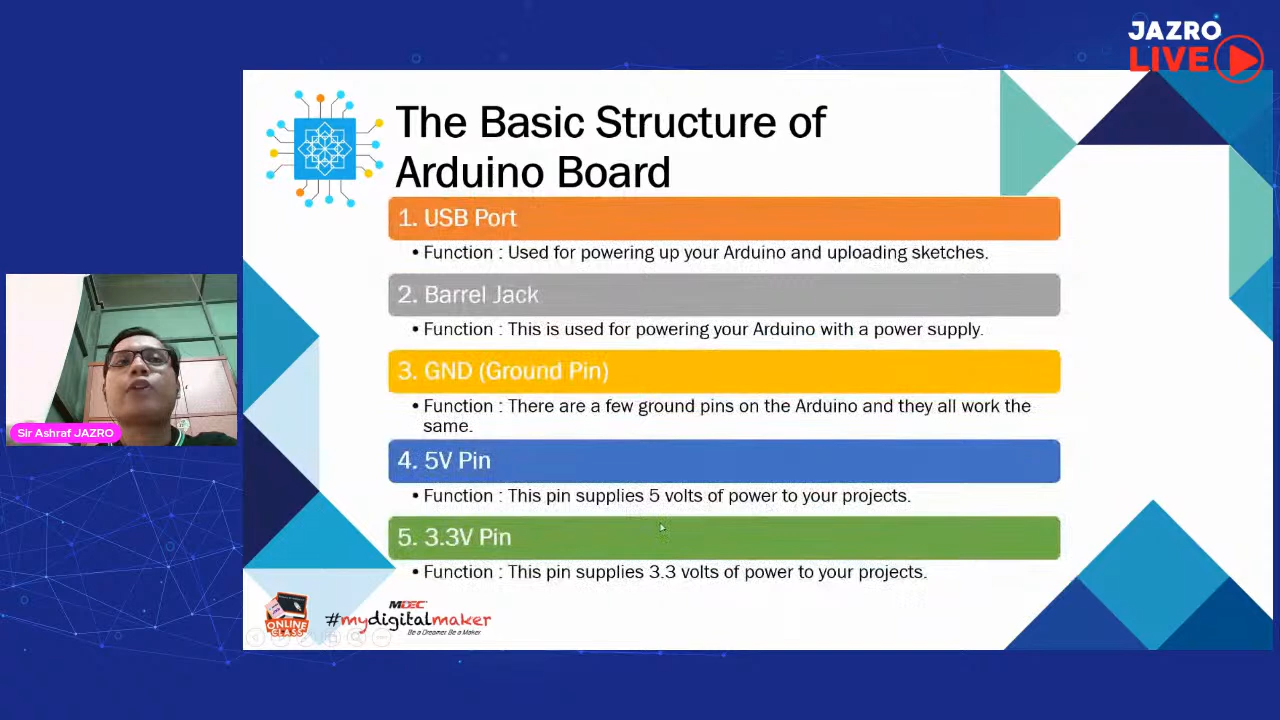 JAZRO
LIVE
The Basic Structure of
Arduino Board
1. USB Port
• Function : Used for powering up your Arduino and uploading sketches.
2. Barrel Jack
• Function : This is used for powering your Arduino with a power supply.
3. GND (Ground Pin)
• Function : There are a few ground pins on the Arduino and they all work the
same.
4. 5V Pin
• Function : This pin supplies 5 volts of power to your projects.
5. 3.3V Pin
• Function : This pin supplies 3.3 volts of power to your projects.
Sir Ashraf JAZRO
ONLINE
CLASS
MDEC
#mydigitalmaker
Be a Dreamer Be a Maker